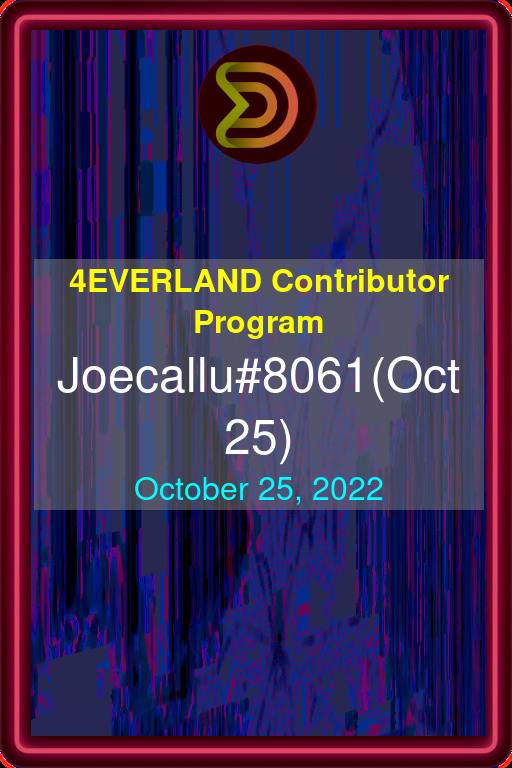 4EVERLAND Contributor
Program
Joecallu#8061(Oct
25)
October 25, 2022